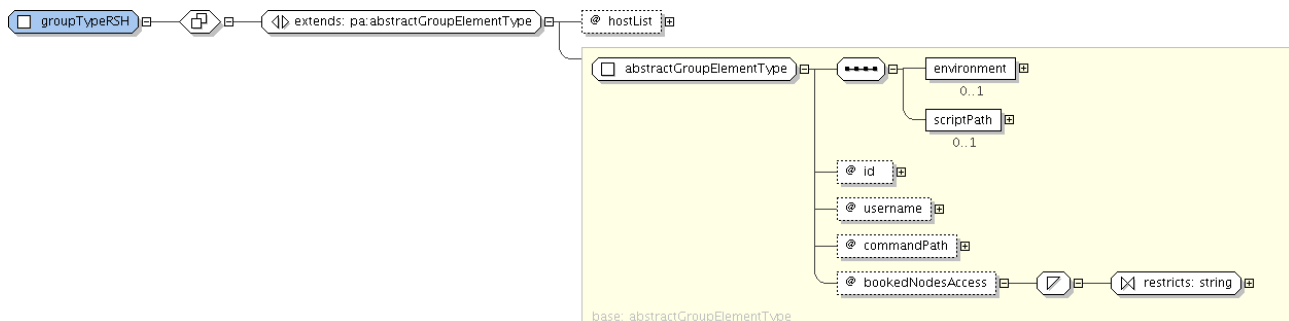 groupTypeRSH
extends: pa:abstractGroupElementType
@ hostList
abstractGroupElementType
environment
0..1
scriptPath
0..1
@ id
@ username
@ commandPath
@ bookedNodesAccess
restricts: string
base: abstractGroupElementType